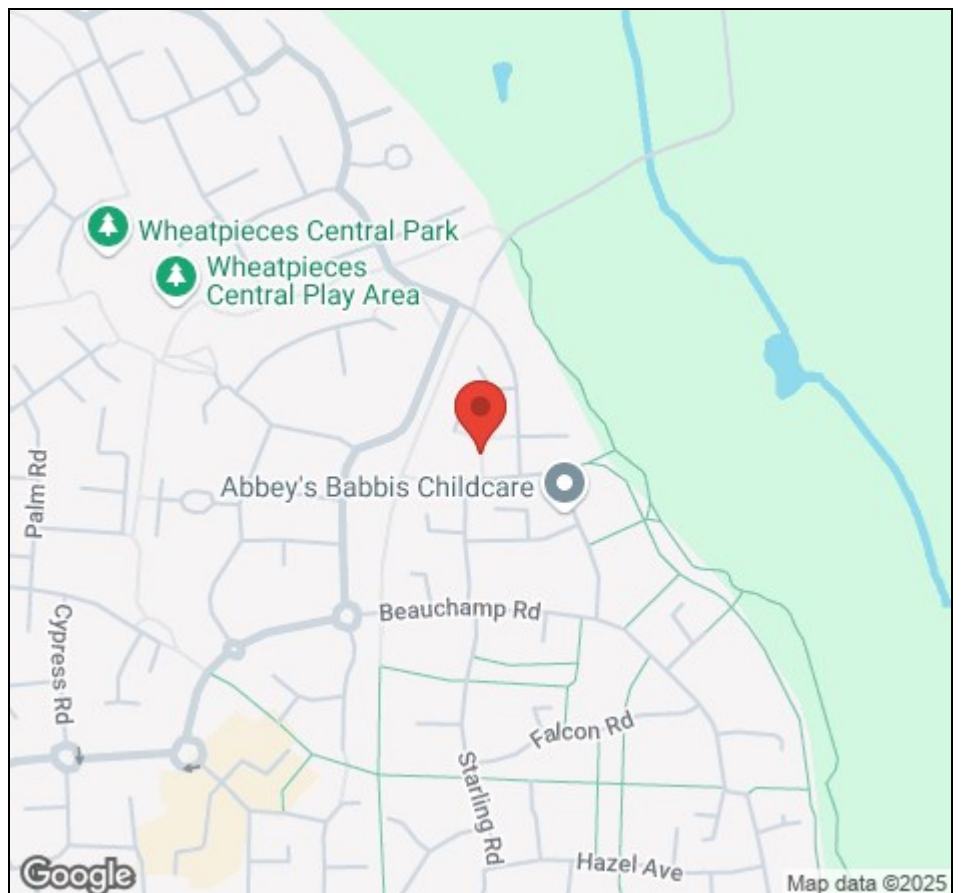 Wheatpieces Central Park
Wheatpieces
Central Play Area
Palm Rd
Abbey's Babbis Childcare
Beauchamp Rd
Cypress Rd
Falcon Rd
Starling Rd
Hazel Ave
Google
Map data ©2025